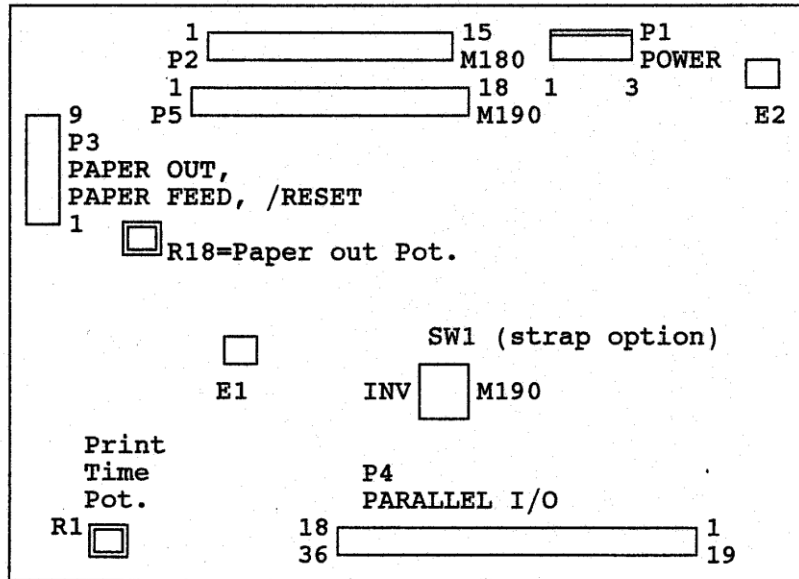 1 15 P1
P2 M180 POWER
1 18 1 3
P5 M190 E2
9
P3
PAPER OUT,
PAPER FEED, /RESET
1
R18=Paper out Pot.
SW1 (strap option)
E1 INV M190
Print
Time
Pot.
P4
PARALLEL I/O
R1 18 1
36 19